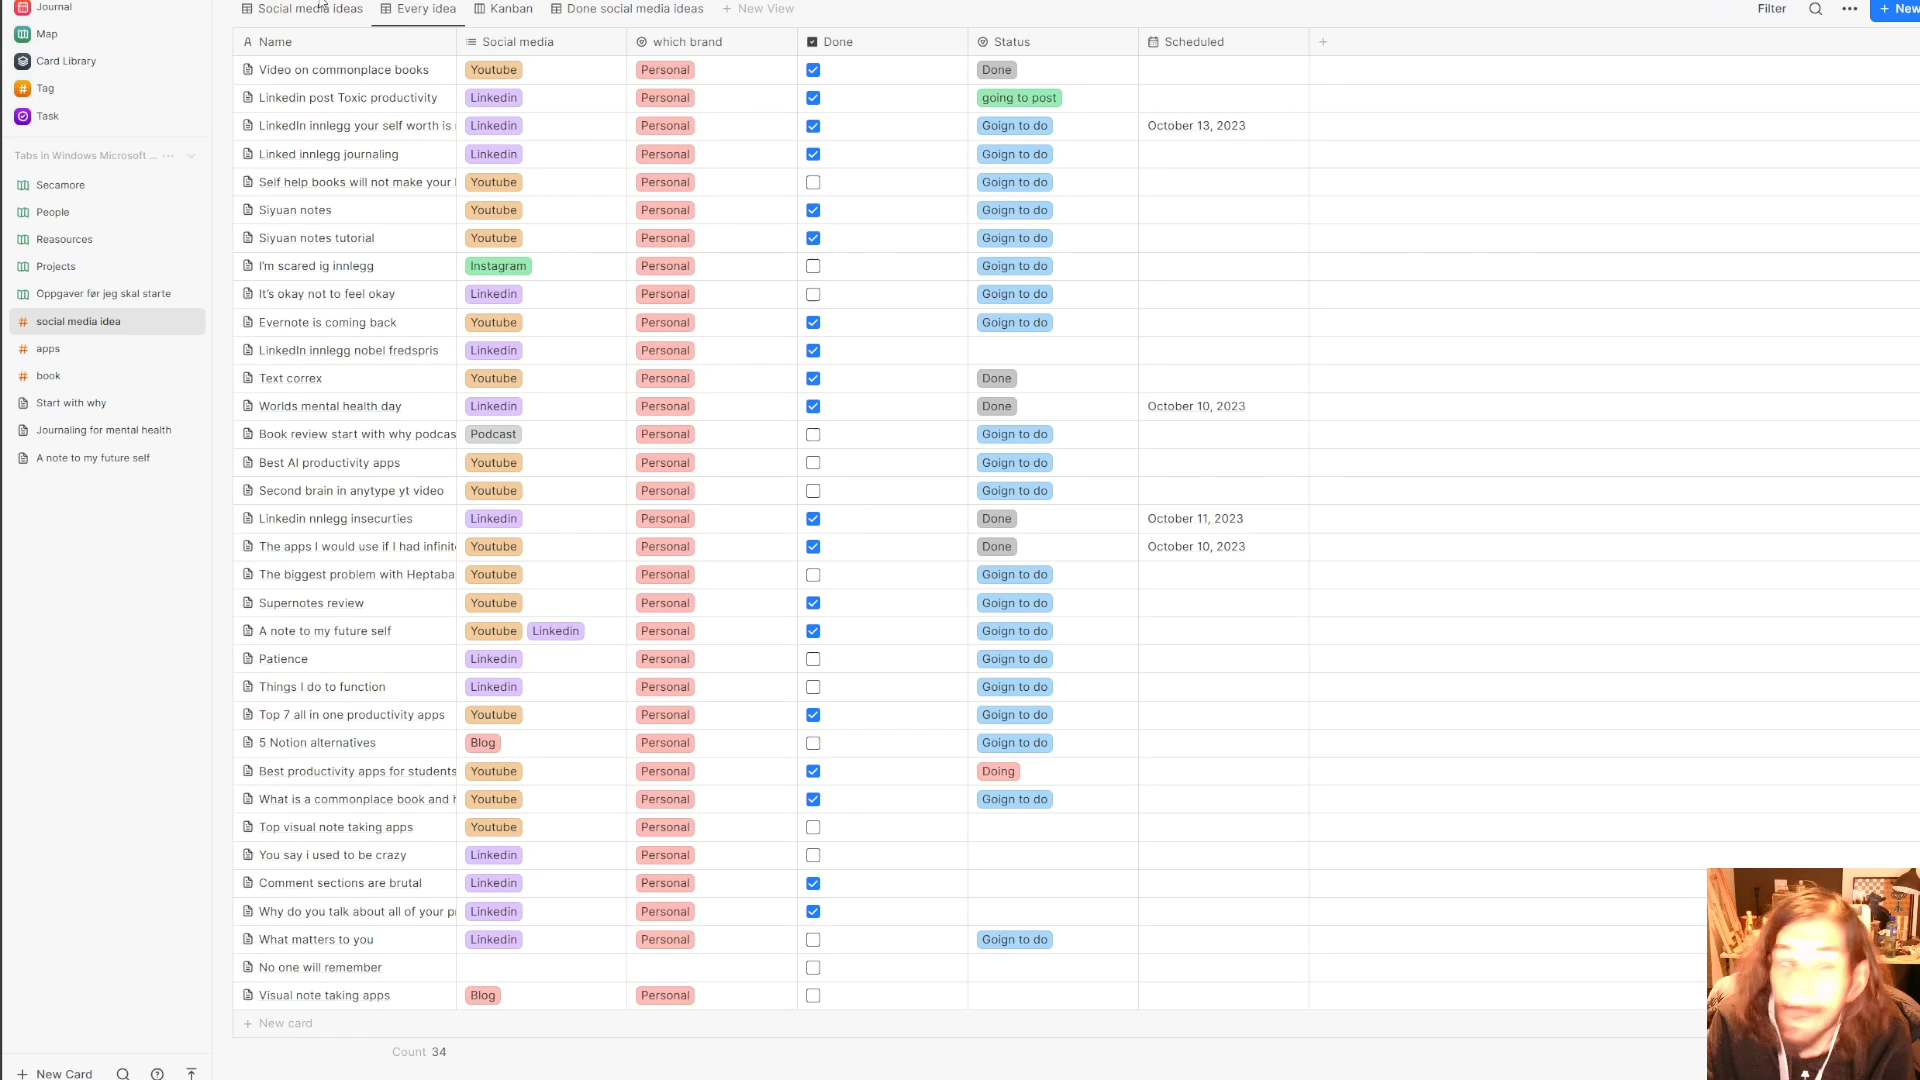 Journal
Map
Card Library
Tag
Task
Tabs in Windows Microsoft ...
Secamore
People
Reasources
Projects
Oppgaver før jeg skal starte
social media idea
apps
book
Start with why
Journaling for mental health
A note to my future self
+ New Card
Social media ideas Every idea Kanban Done social media ideas + New View
Filter ••• + New
Name Social media which brand Done Status Scheduled +
Video on commonplace books Youtube Personal Done
Linkedin post Toxic productivity Linkedin Personal going to post
LinkedIn innlegg your self worth is Linkedin Personal Goign to do October 13, 2023
Linked innlegg journaling Linkedin Personal Goign to do
Self help books will not make your Youtube Personal Goign to do
Siyuan notes Youtube Personal Goign to do
Siyuan notes tutorial Youtube Personal Goign to do
I'm scared ig innlegg Instagram Personal Goign to do
It's okay not to feel okay Linkedin Personal Goign to do
Evernote is coming back Youtube Personal Goign to do
LinkedIn innlegg nobel fredspris Linkedin Personal
Text correx Youtube Personal Done
Worlds mental health day Linkedin Personal Done October 10, 2023
Book review start with why podcas Podcast Personal Goign to do
Best AI productivity apps Youtube Personal Goign to do
Second brain in anytype yt video Youtube Personal Goign to do
Linkedin nnlegg insecurties Linkedin Personal Done October 11, 2023
The apps I would use if I had infinit Youtube Personal Done October 10, 2023
The biggest problem with Heptaba Youtube Personal Goign to do
Supernotes review Youtube Personal Goign to do
A note to my future self Youtube Linkedin Personal Goign to do
Patience Linkedin Personal Goign to do
Things I do to function Linkedin Personal Goign to do
Top 7 all in one productivity apps Youtube Personal Goign to do
5 Notion alternatives Blog Personal Goign to do
Best productivity apps for students Youtube Personal Doing
What is a commonplace book and h Youtube Personal Goign to do
Top visual note taking apps Youtube Personal
You say i used to be crazy Linkedin Personal
Comment sections are brutal Linkedin Personal
Why do you talk about all of your p Linkedin Personal
What matters to you Linkedin Personal Goign to do
No one will remember
Visual note taking apps Blog Personal
+ New card
Count 34